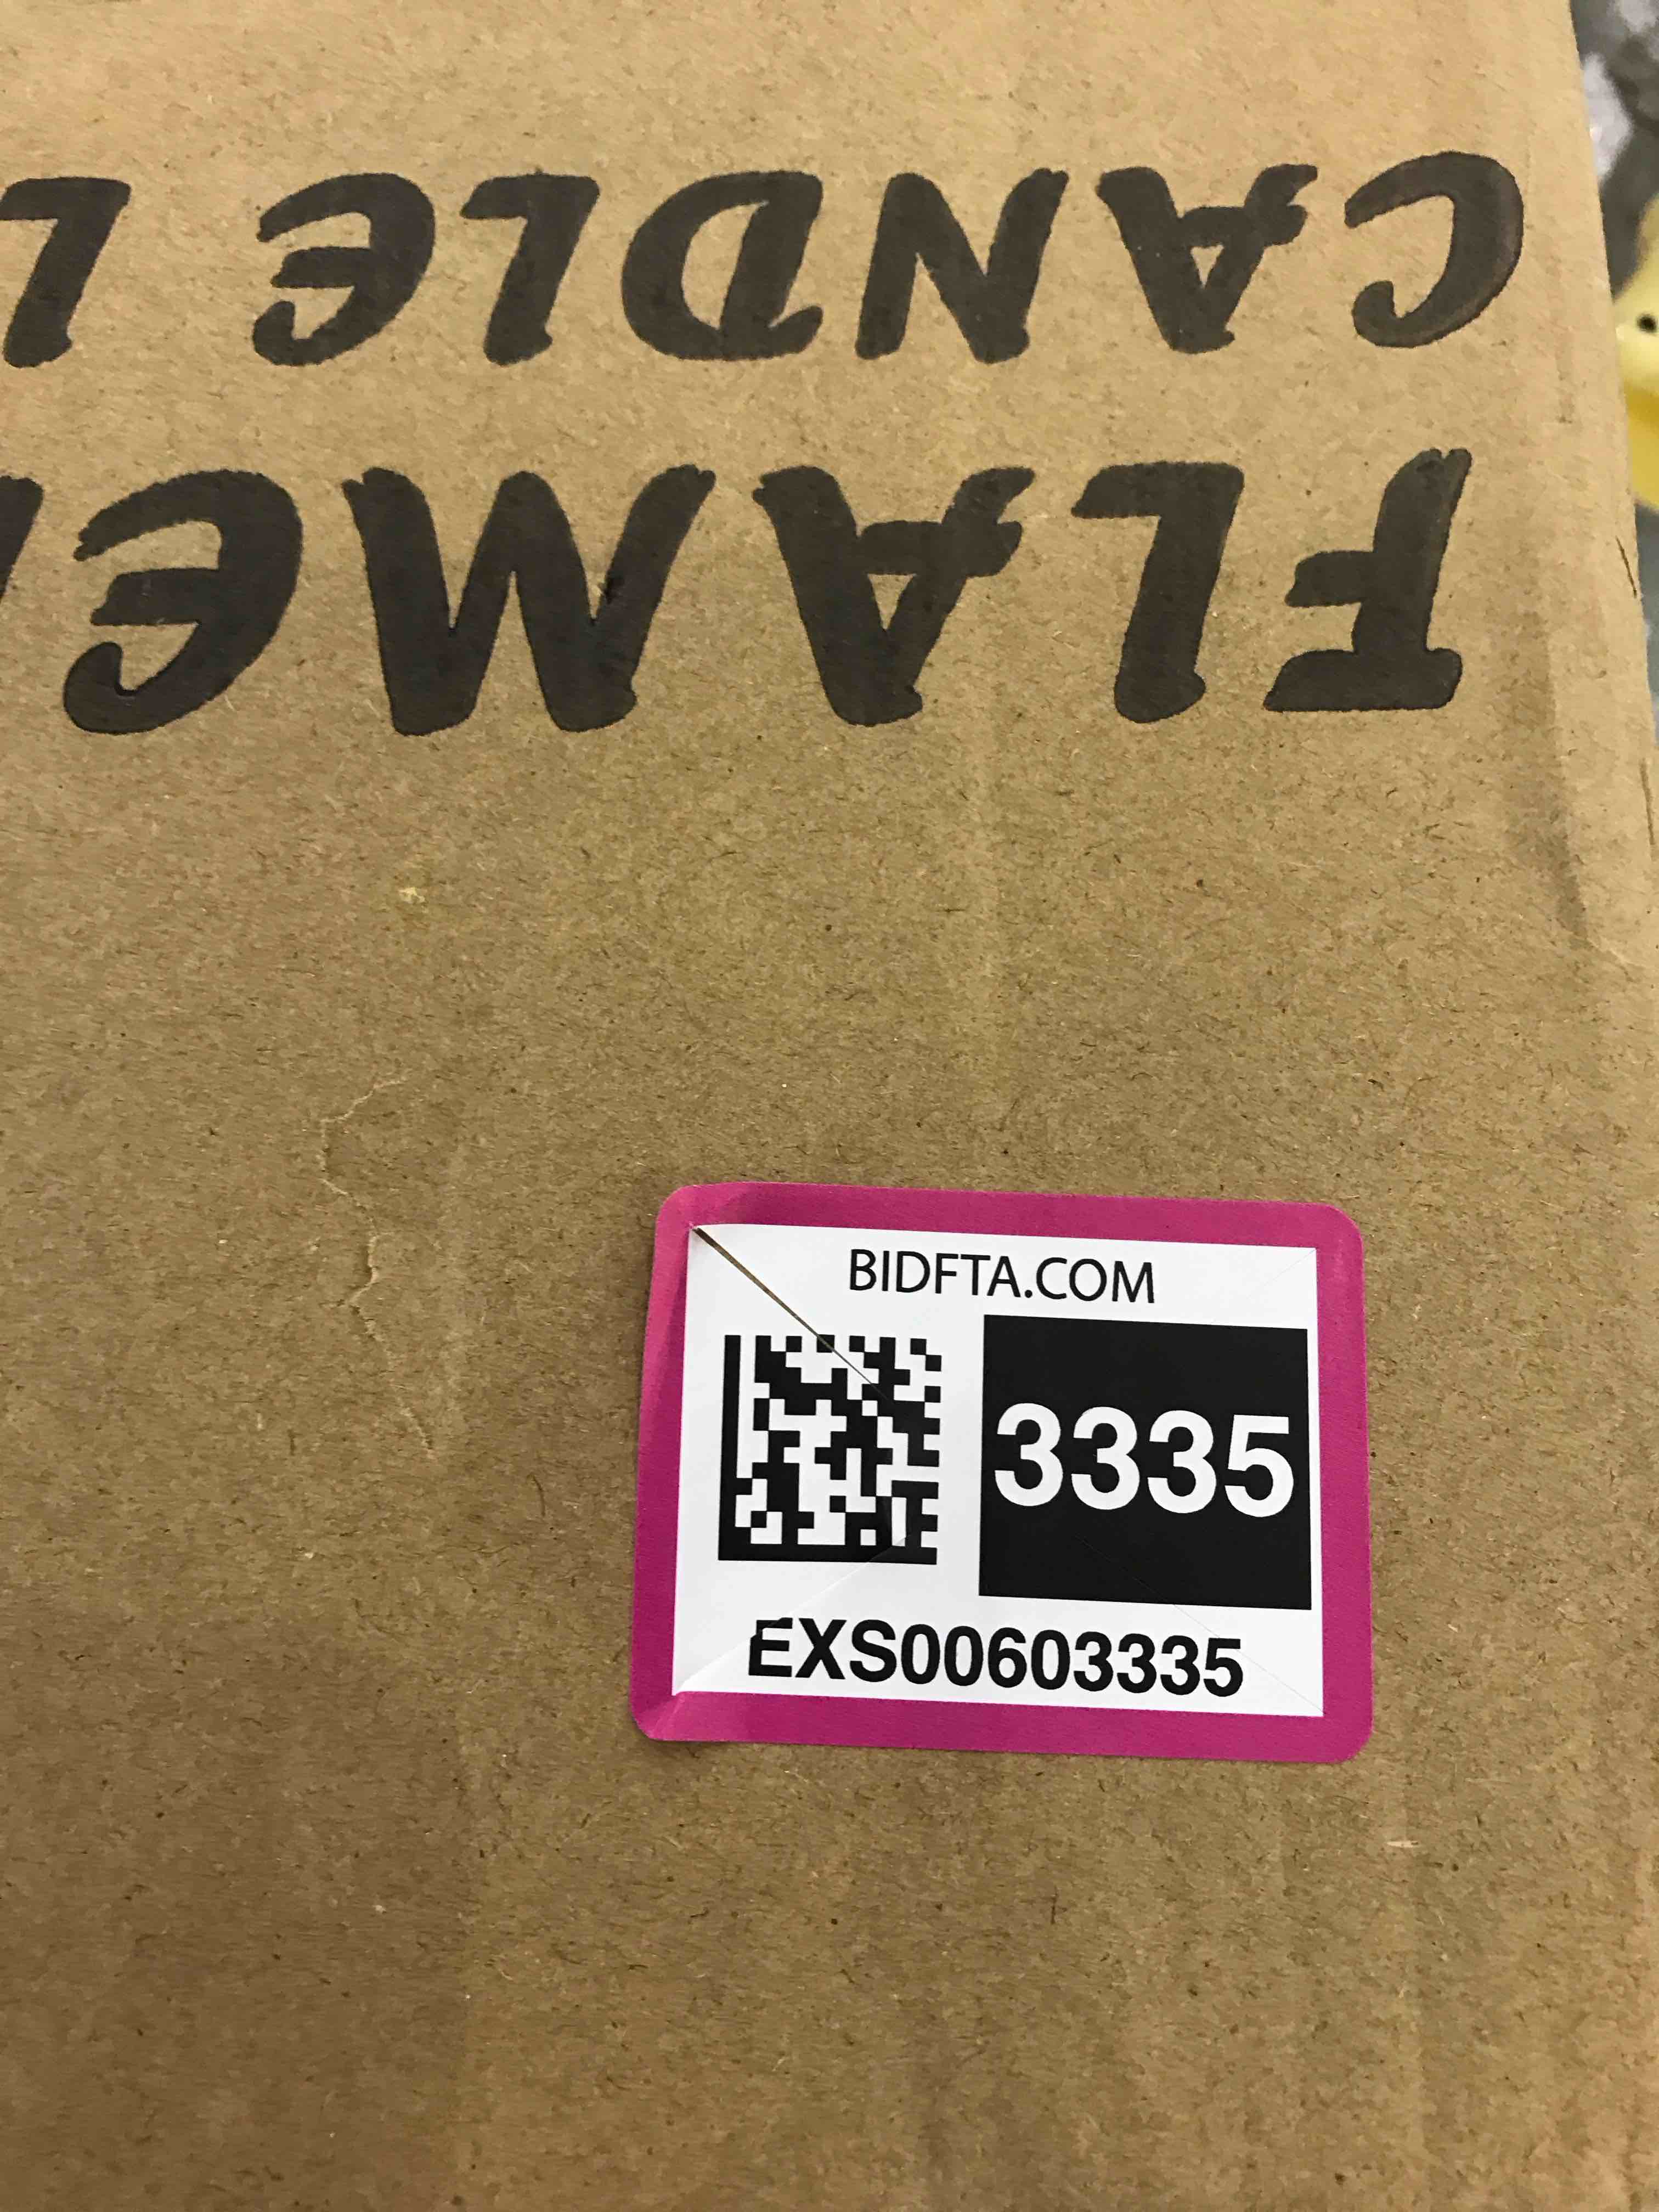 FLAME
CANDLE L
BIDFTA.COM
3335
EXS00603335